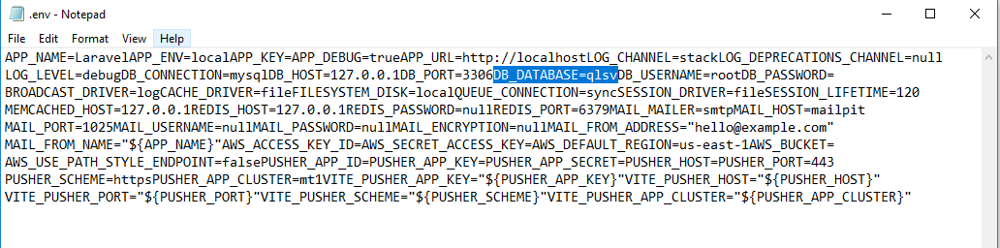 .env - Notepad
File Edit Format View Help
APP_NAME=LaravelAPP_ENV=localAPP_KEY=APP_DEBUG=trueAPP_URL=http://localhostLOG_CHANNEL=stackLOG_DEPRECATIONS_CHANNEL=null
LOG_LEVEL=debugDB_CONNECTION=mysqlDB_HOST=127.0.0.1DB_PORT=3306DB_DATABASE=qlsvDB_USERNAME=rootDB_PASSWORD=
BROADCAST_DRIVER=logCACHE_DRIVER=fileFILESYSTEM_DISK=localQUEUE_CONNECTION=syncSESSION_DRIVER=fileSESSION_LIFETIME=120
MEMCACHED_HOST=127.0.0.1REDIS_HOST=127.0.0.1REDIS_PASSWORD=nullREDIS_PORT=6379MAIL_MAILER=smtpMAIL_HOST=mailpit
MAIL_PORT=1025MAIL_USERNAME=nullMAIL_PASSWORD=nullMAIL_ENCRYPTION=nullMAIL_FROM_ADDRESS="hello@example.com"
MAIL_FROM_NAME="${APP_NAME}"AWS_ACCESS_KEY_ID=AWS_SECRET_ACCESS_KEY=AWS_DEFAULT_REGION=us-east-1AWS_BUCKET=
AWS_USE_PATH_STYLE_ENDPOINT=falsePUSHER_APP_ID=PUSHER_APP_KEY=PUSHER_APP_SECRET=PUSHER_HOST=PUSHER_PORT=443
PUSHER_SCHEME=httpsPUSHER_APP_CLUSTER=mt1VITE_PUSHER_APP_KEY="${PUSHER_APP_KEY}"VITE_PUSHER_HOST="${PUSHER_HOST}"
VITE_PUSHER_PORT="${PUSHER_PORT}"VITE_PUSHER_SCHEME="${PUSHER_SCHEME}"VITE_PUSHER_APP_CLUSTER="${PUSHER_APP_CLUSTER}"